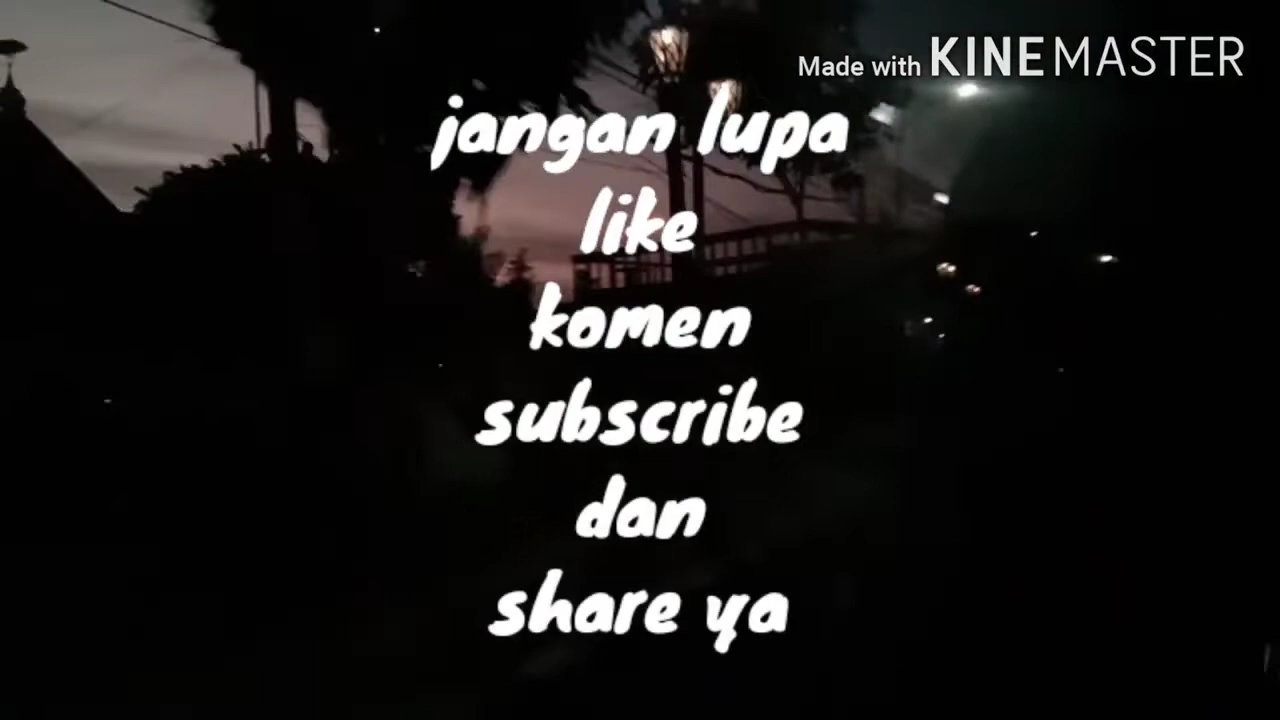 Made with KINEMASTER
jangan lupa
like
komen
subscribe
dan
share ya